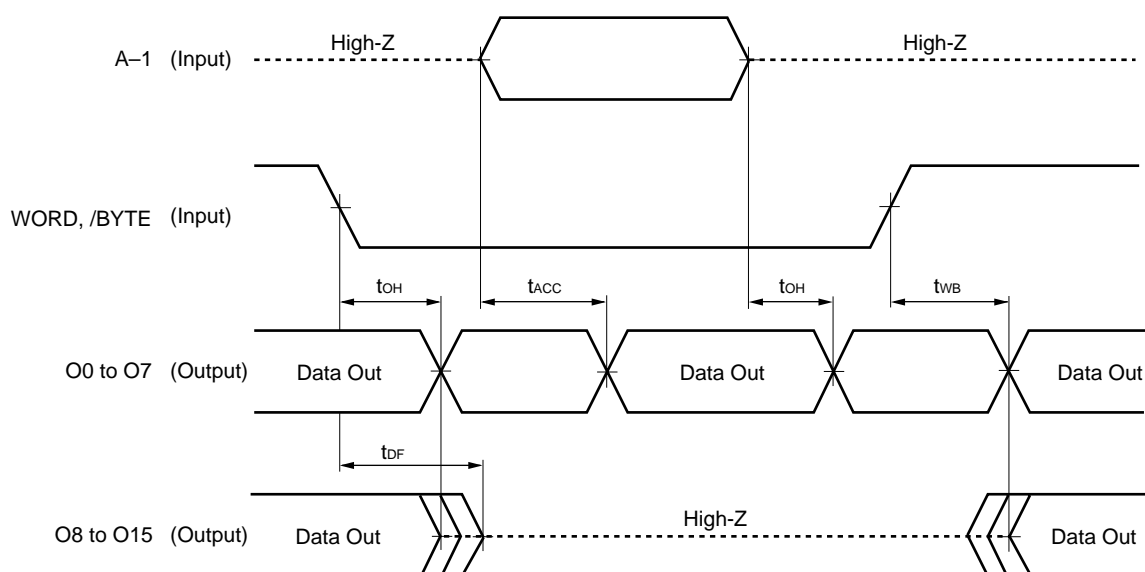 High-Z High-Z
A–1 (Input)
WORD, /BYTE (Input)
tOH tACC tOH tWB
O0 to O7 (Output) Data Out Data Out Data Out
tDF
High-Z
O8 to O15 (Output) Data Out Data Out